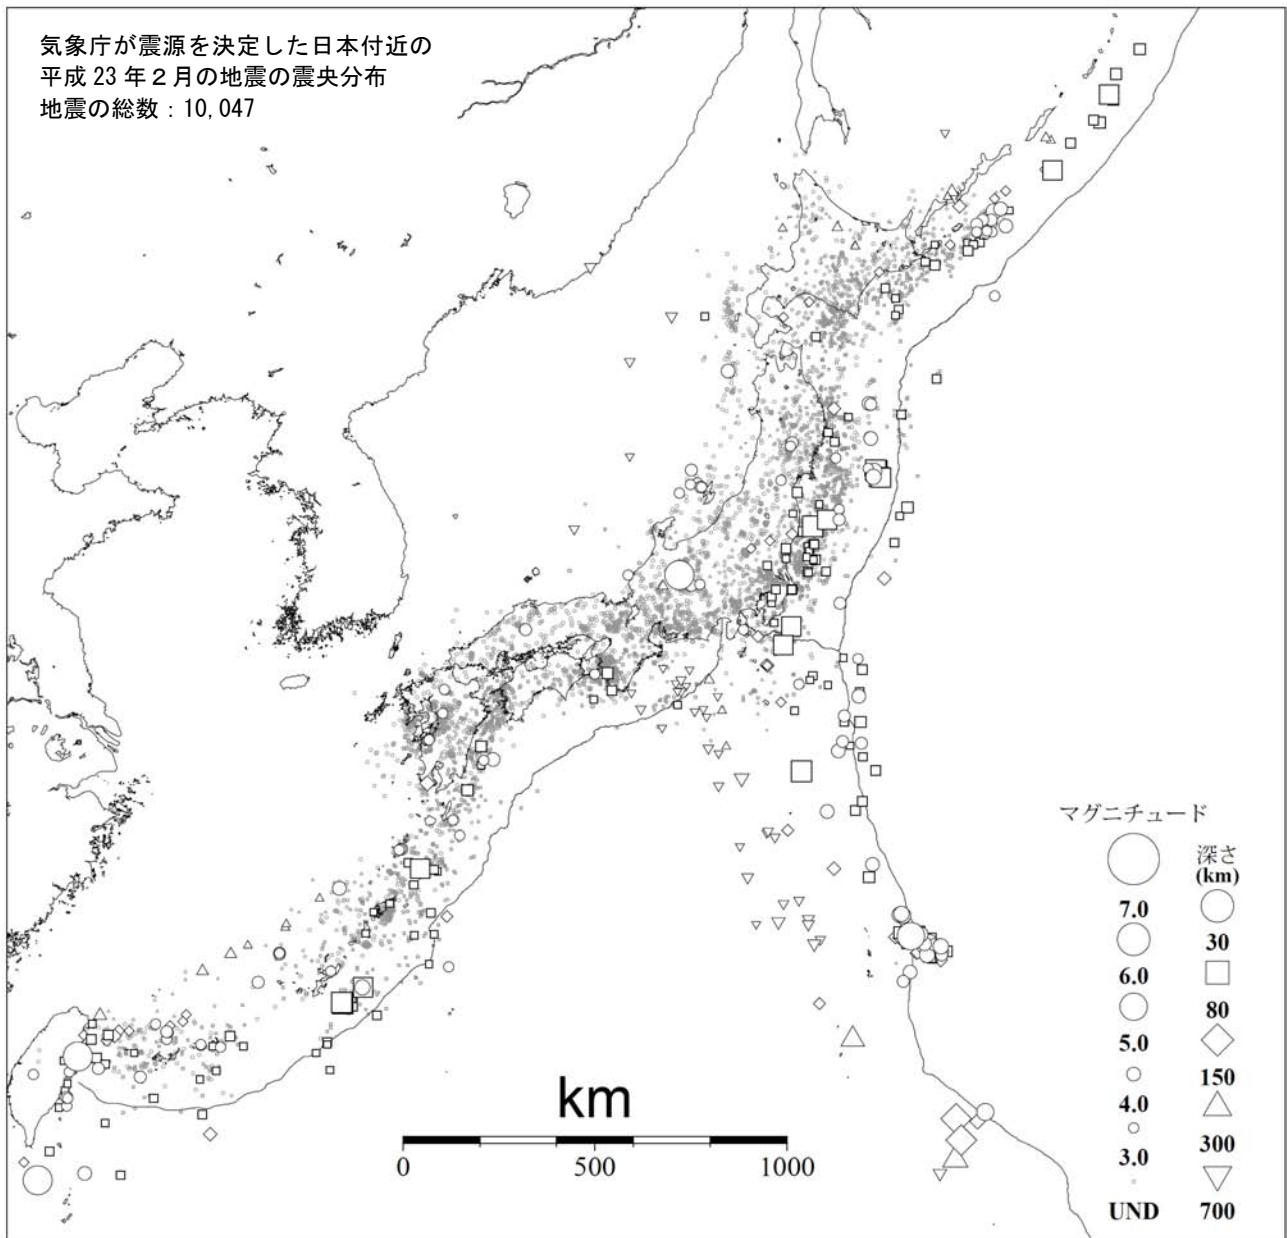 気象庁が震源を決定した日本付近の
平成23年２月の地震の震央分布
地震の総数：10,047
マグニチュード
深さ
(km)
7.0
30
6.0
80
5.0
150
4.0
300
3.0
UND 700
km
0 500 1000